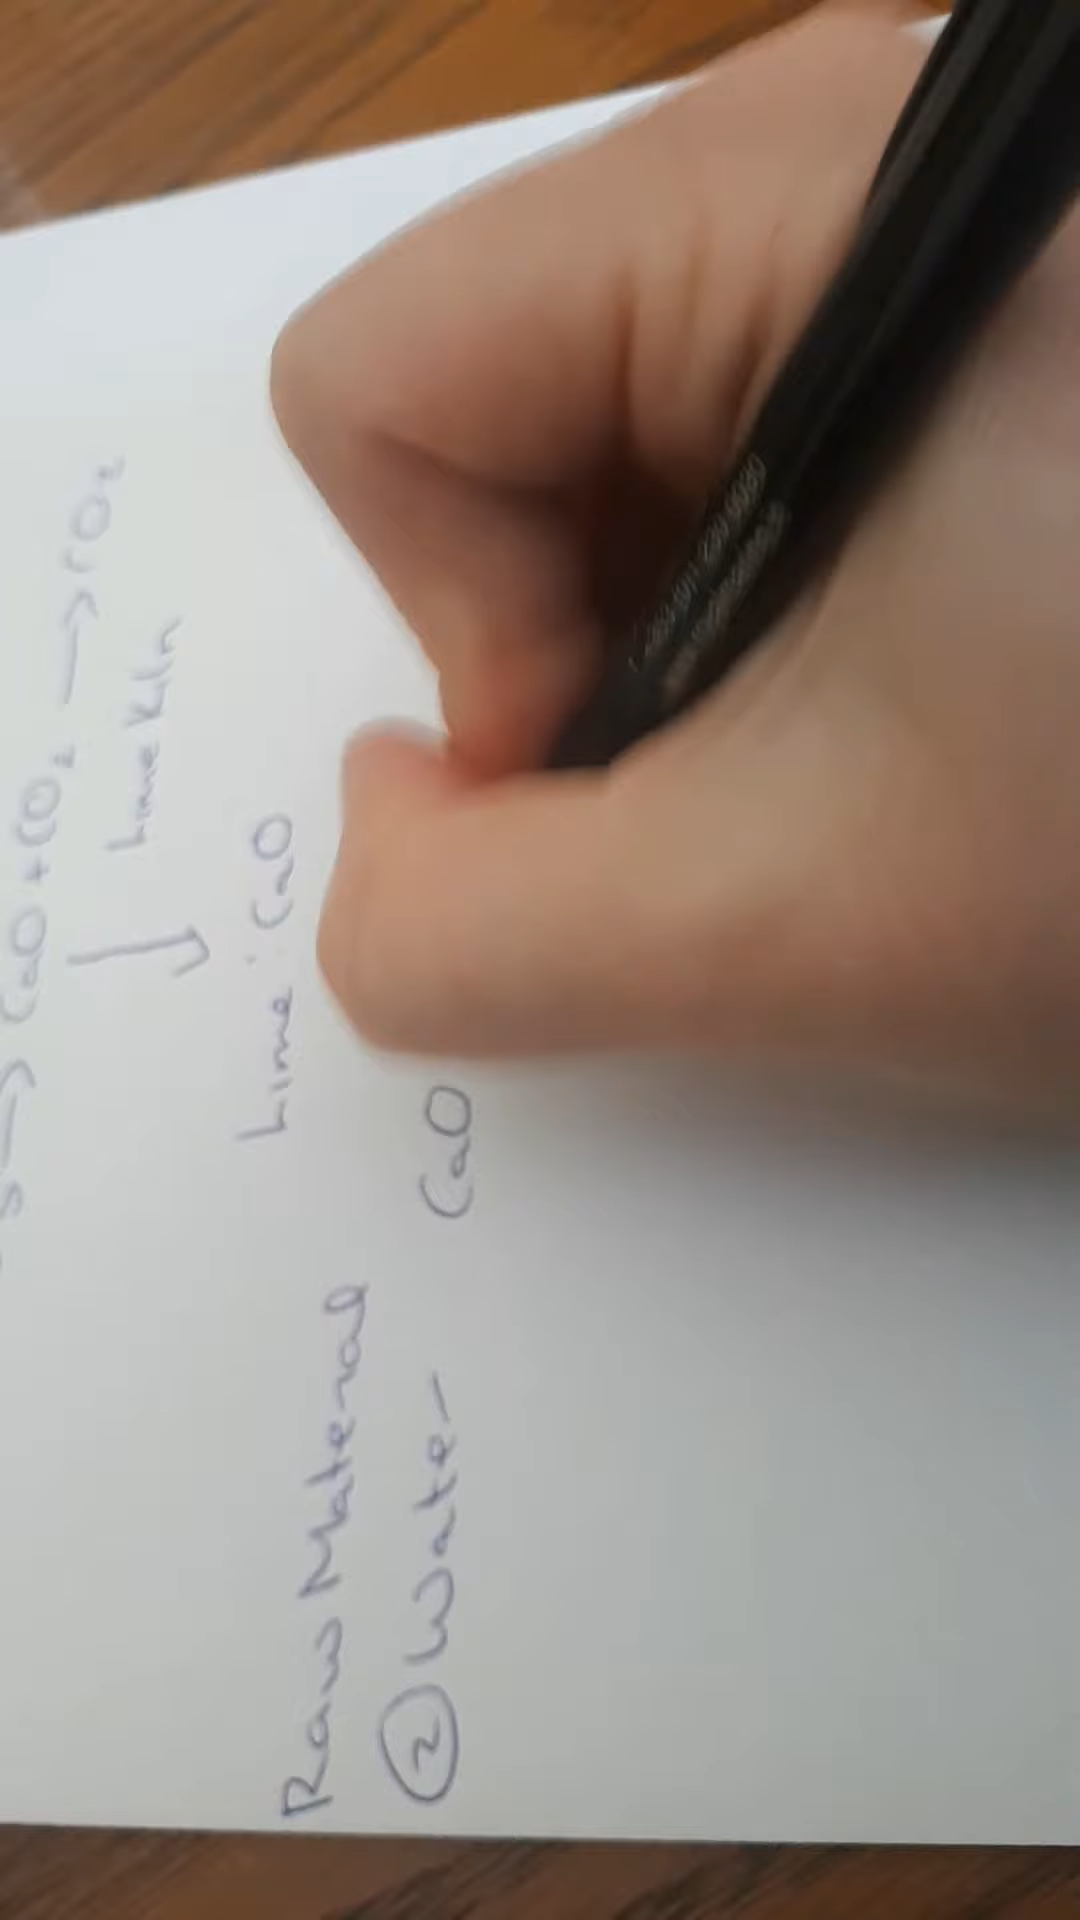 s → CaO + CO₂ → CO₂
Lime Kiln
Lime : CaO
Raw Material
② Water CaO